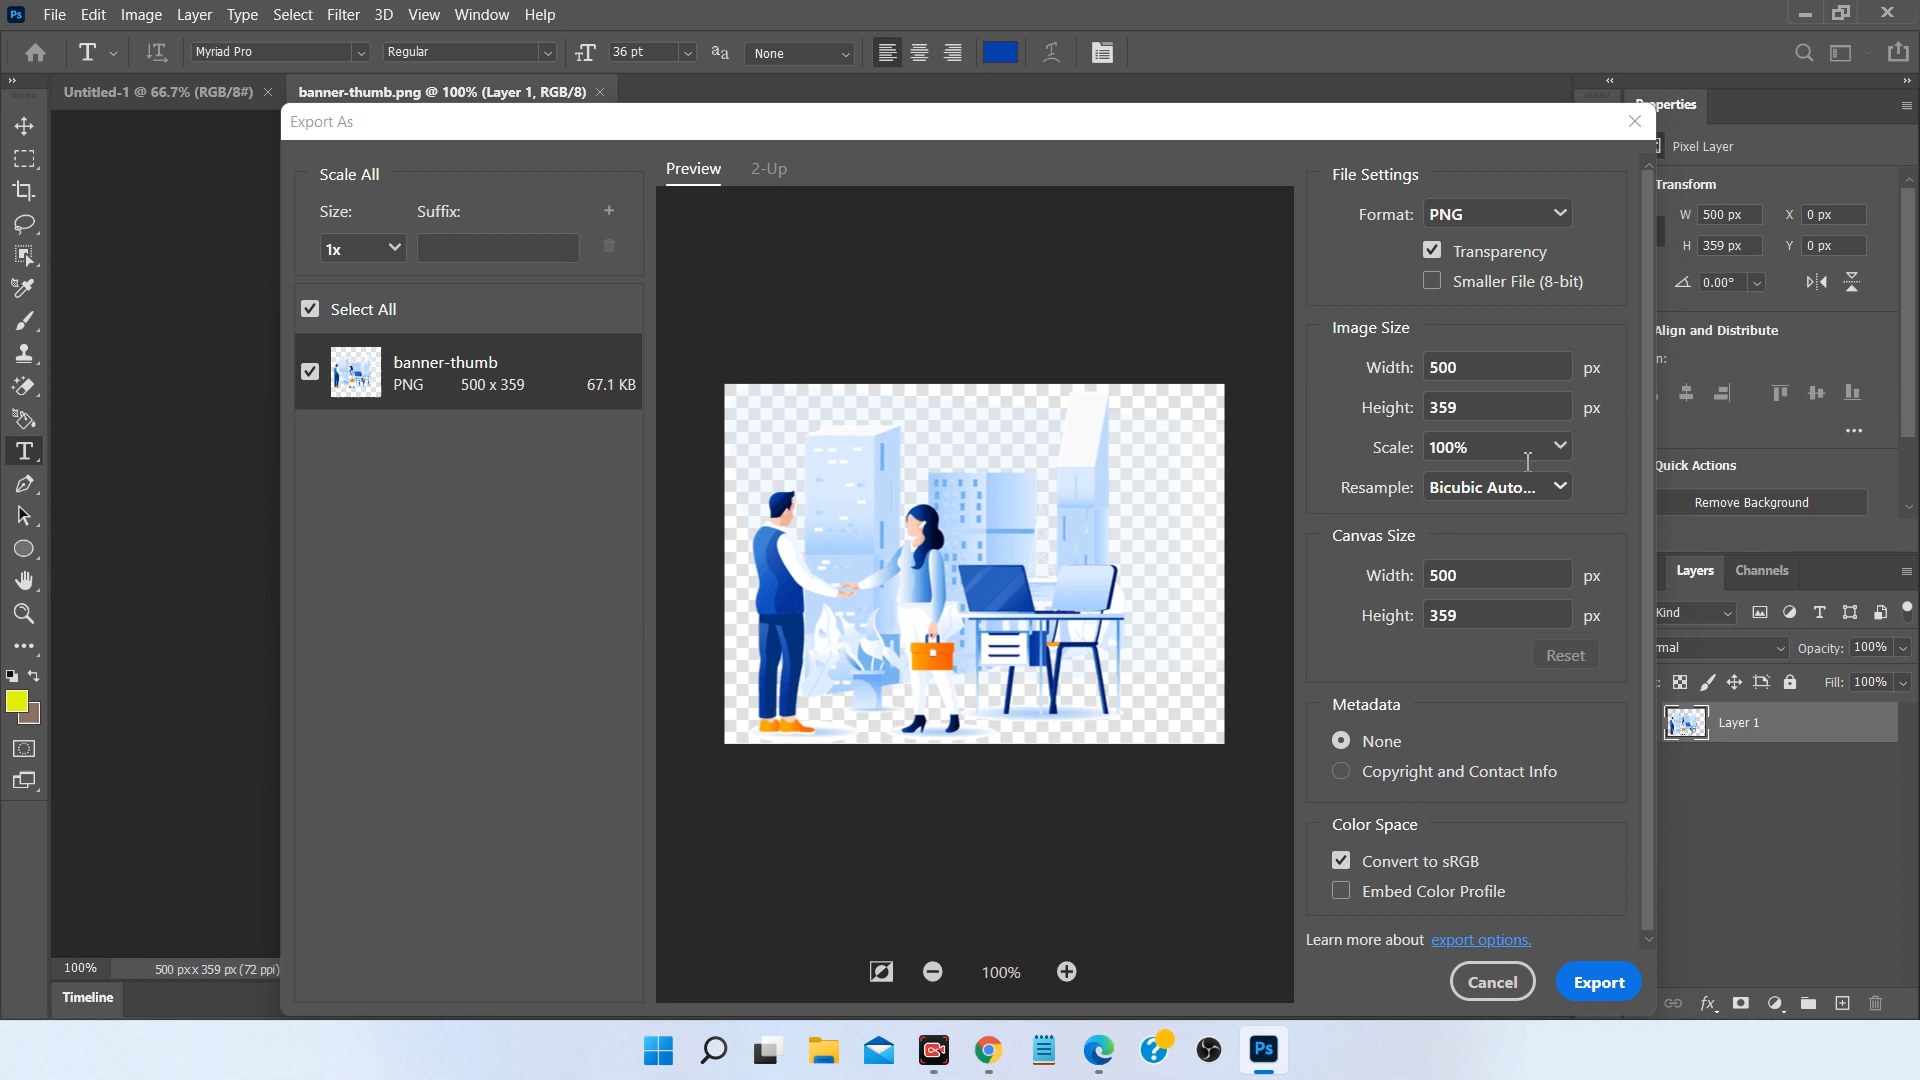 Ps File Edit Image Layer Type Select Filter 3D View Window Help
T Myriad Pro Regular 36 pt aa None
Untitled-1 @ 66.7% (RGB/8#) banner-thumb.png @ 100% (Layer 1, RGB/8)
Export As
Scale All
Size: Suffix:
1x
Select All
banner-thumb
PNG 500 x 359 67.1 KB
Preview 2-Up
100%
File Settings
Format: PNG
Transparency
Smaller File (8-bit)
Image Size
Width: 500 px
Height: 359 px
Scale: 100%
Resample: Bicubic Auto...
Canvas Size
Width: 500 px
Height: 359 px
Reset
Metadata
None
Copyright and Contact Info
Color Space
Convert to sRGB
Embed Color Profile
Learn more about export options.
Cancel Export
operties
Pixel Layer
Transform
W 500 px X 0 px
H 359 px Y 0 px
0.00°
Align and Distribute
n:
Quick Actions
Remove Background
Layers Channels
Kind
mal Opacity: 100%
Fill: 100%
Layer 1
fx
100% 500 px x 359 px (72 ppi)
Timeline
Ps